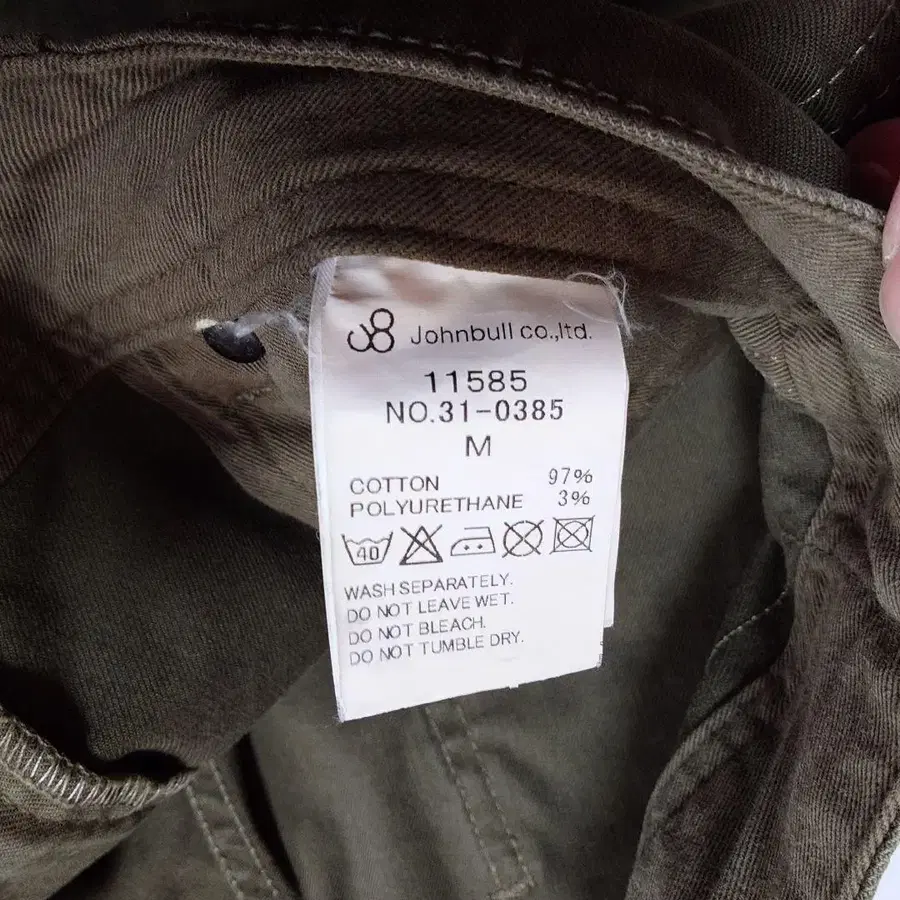 Johnbull co.,ltd.
11585
NO.31-0385
M
COTTON 97%
POLYURETHANE 3%
40
WASH SEPARATELY.
DO NOT LEAVE WET.
DO NOT BLEACH.
DO NOT TUMBLE DRY.